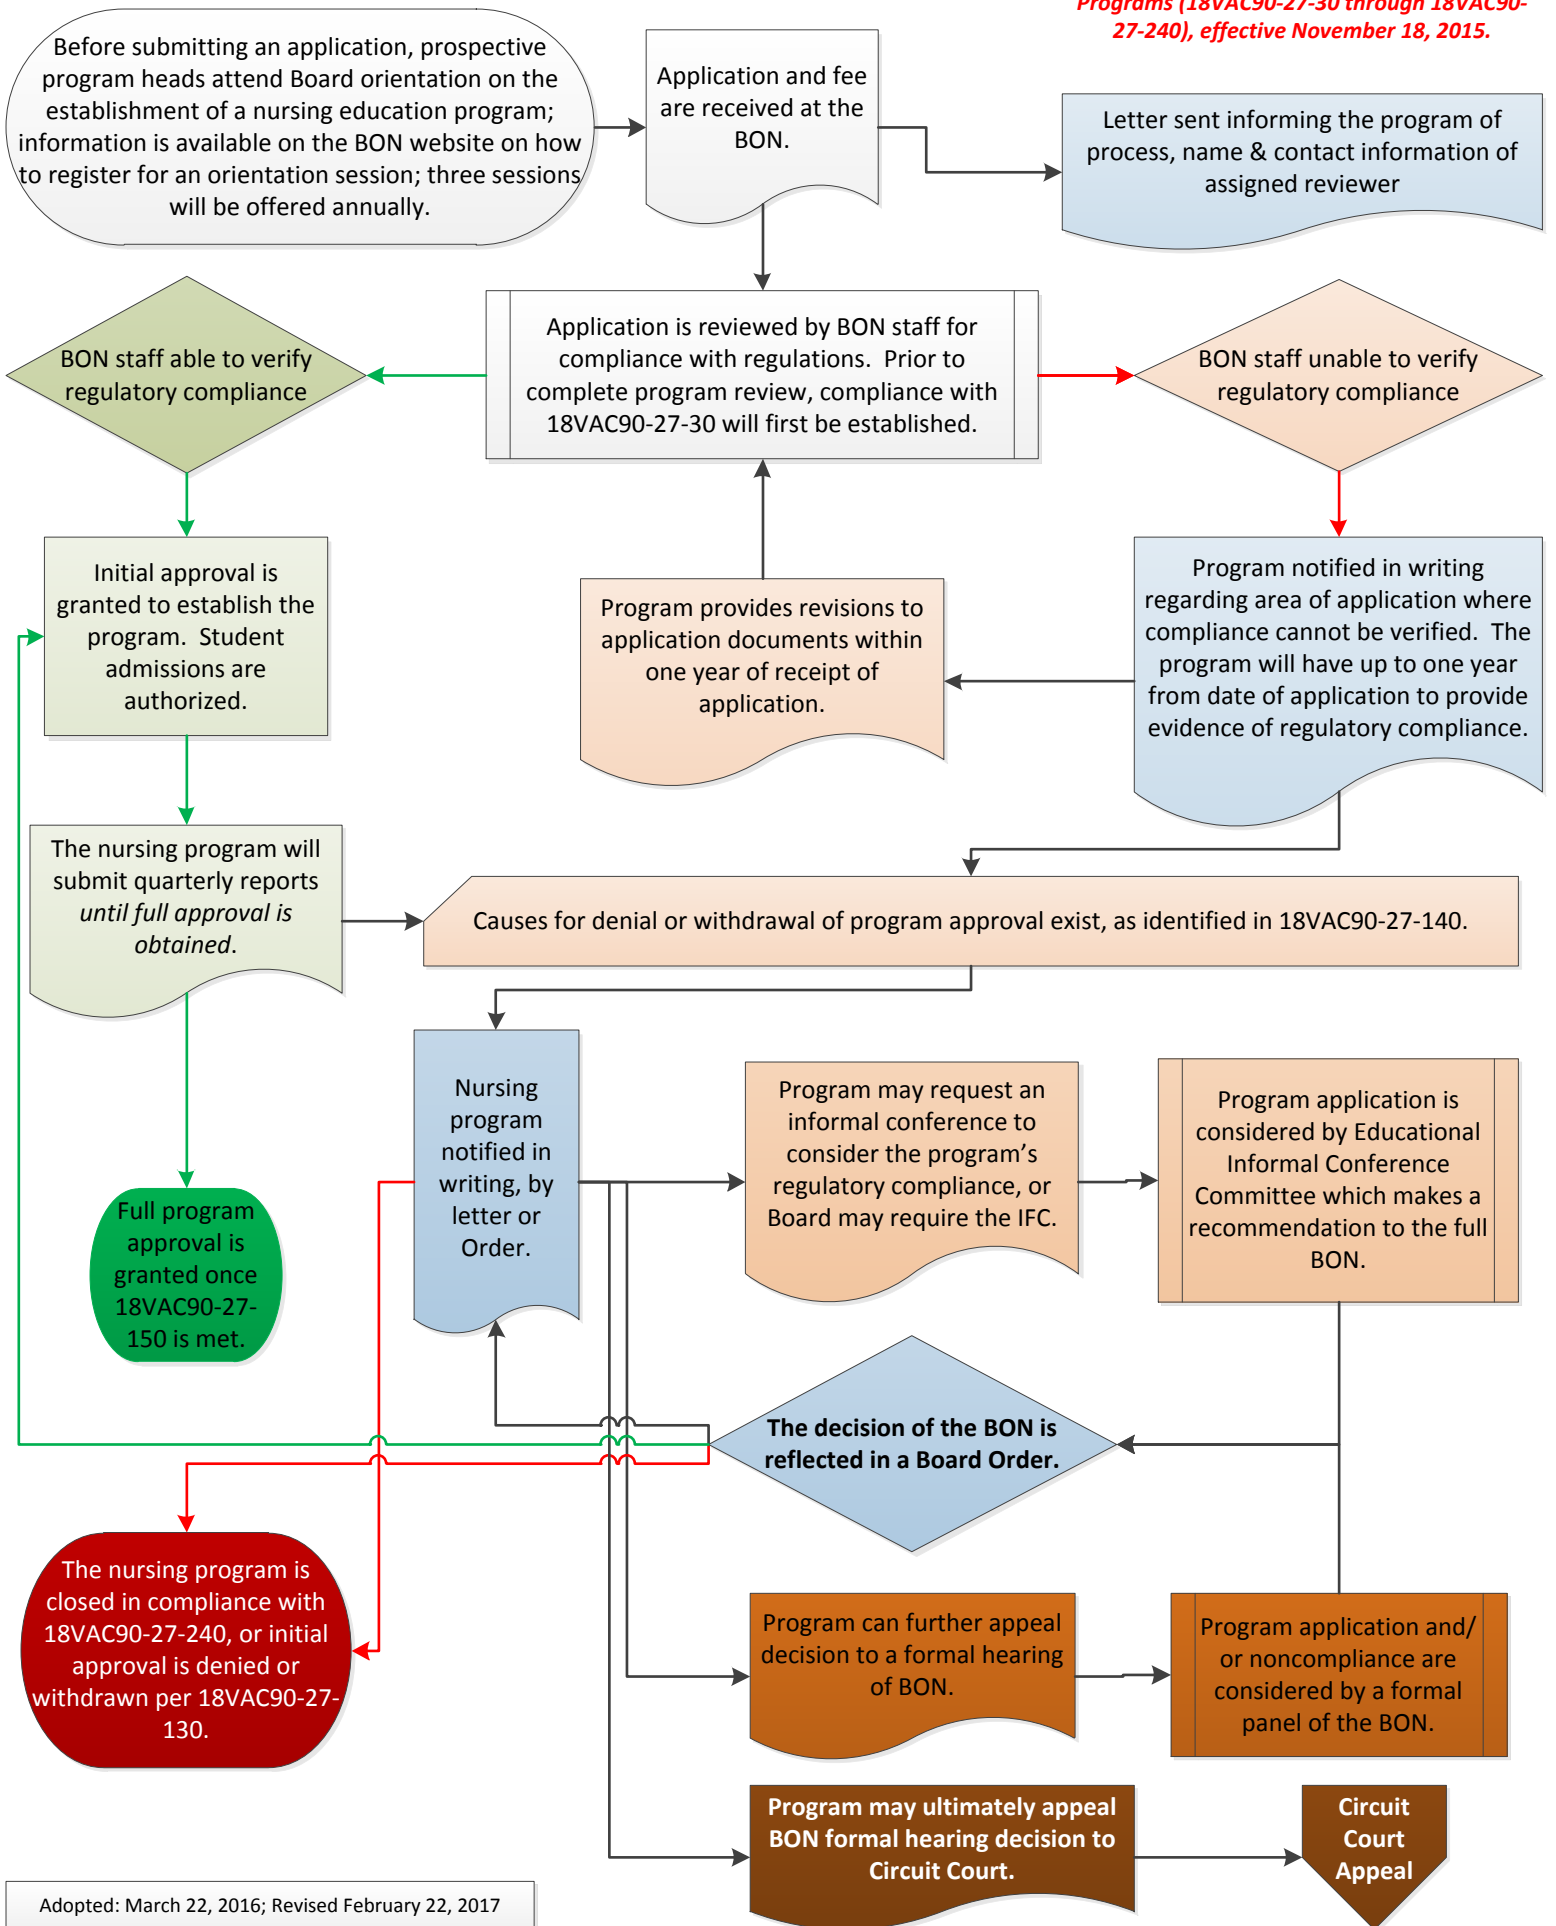 Programs (18VAC90-27-30 through 18VAC90-
27-240), effective November 18, 2015.
Before submitting an application, prospective
program heads attend Board orientation on the
establishment of a nursing education program;
information is available on the BON website on how
to register for an orientation session; three sessions
will be offered annually.
Application and fee
are received at the
BON.
Letter sent informing the program of
process, name & contact information of
assigned reviewer
BON staff able to verify
regulatory compliance
Application is reviewed by BON staff for
compliance with regulations.  Prior to
complete program review, compliance with
18VAC90-27-30 will first be established.
BON staff unable to verify
regulatory compliance
Initial approval is
granted to establish the
program.  Student
admissions are
authorized.
Program provides revisions to
application documents within
one year of receipt of
application.
Program notified in writing
regarding area of application where
compliance cannot be verified.  The
program will have up to one year
from date of application to provide
evidence of regulatory compliance.
The nursing program will
submit quarterly reports
until full approval is
obtained.
Causes for denial or withdrawal of program approval exist, as identified in 18VAC90-27-140.
Nursing
program
notified in
writing, by
letter or
Order.
Program may request an
informal conference to
consider the program's
regulatory compliance, or
Board may require the IFC.
Program application is
considered by Educational
Informal Conference
Committee which makes a
recommendation to the full
BON.
Full program
approval is
granted once
18VAC90-27-
150 is met.
The decision of the BON is
reflected in a Board Order.
The nursing program is
closed in compliance with
18VAC90-27-240, or initial
approval is denied or
withdrawn per 18VAC90-27-
130.
Program can further appeal
decision to a formal hearing
of BON.
Program application and/
or noncompliance are
considered by a formal
panel of the BON.
Program may ultimately appeal
BON formal hearing decision to
Circuit Court.
Circuit
Court
Appeal
Adopted: March 22, 2016; Revised February 22, 2017